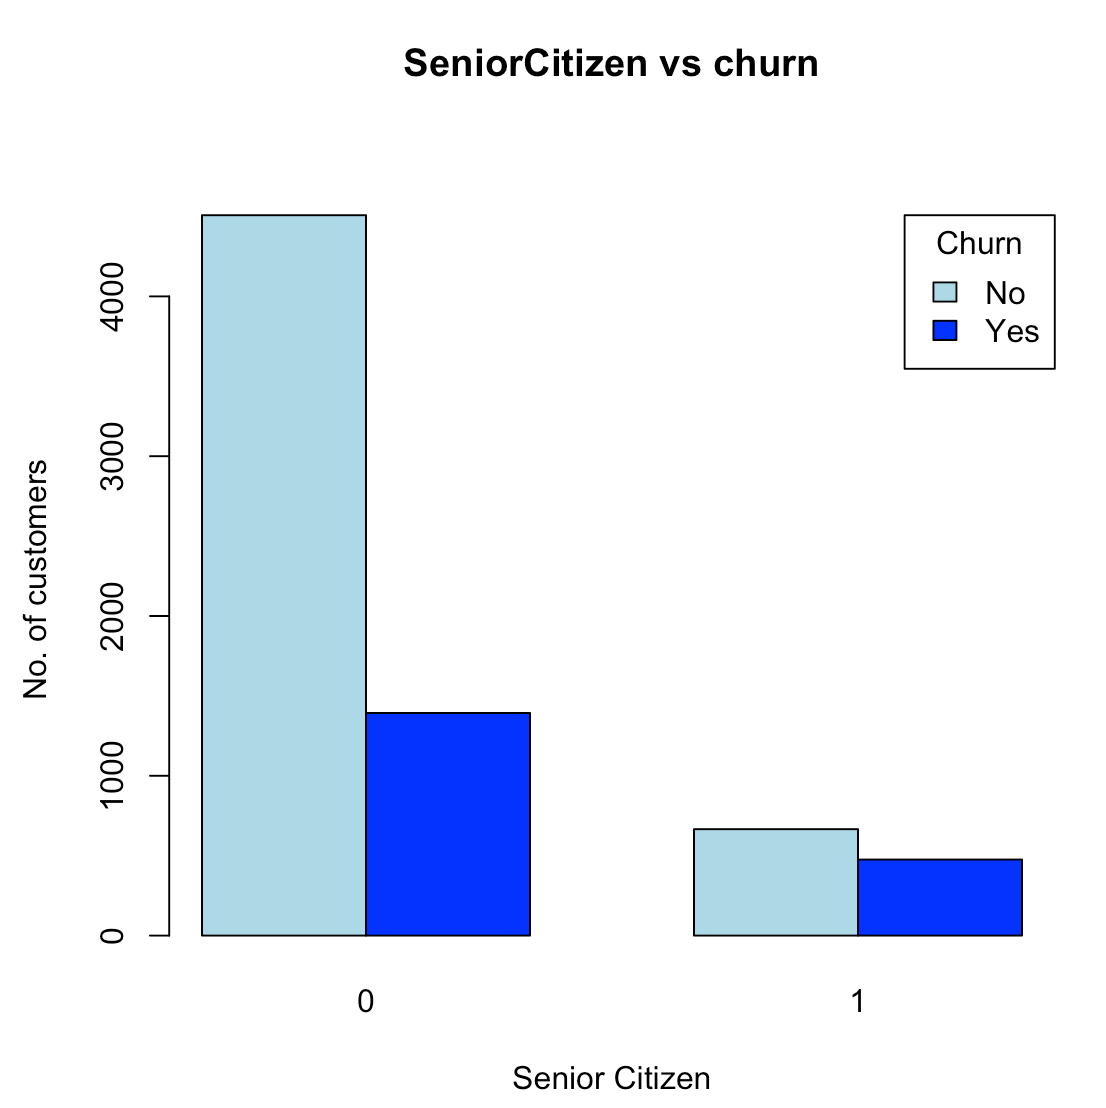 SeniorCitizen vs churn
Churn
No
Yes
No. of customers
4000
3000
2000
1000
0
0
1
Senior Citizen